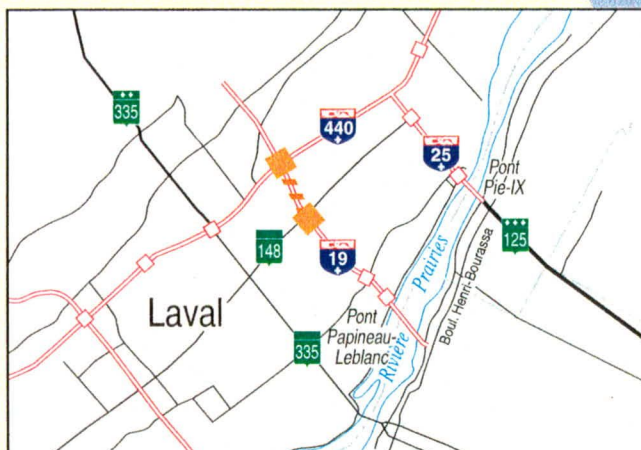 335
440
25
Pont
Pie-IX
125
148
19
Prairies
Rivière
Boul. Henri-Bourassa
Laval
Pont
Papineau-
Leblanc
335